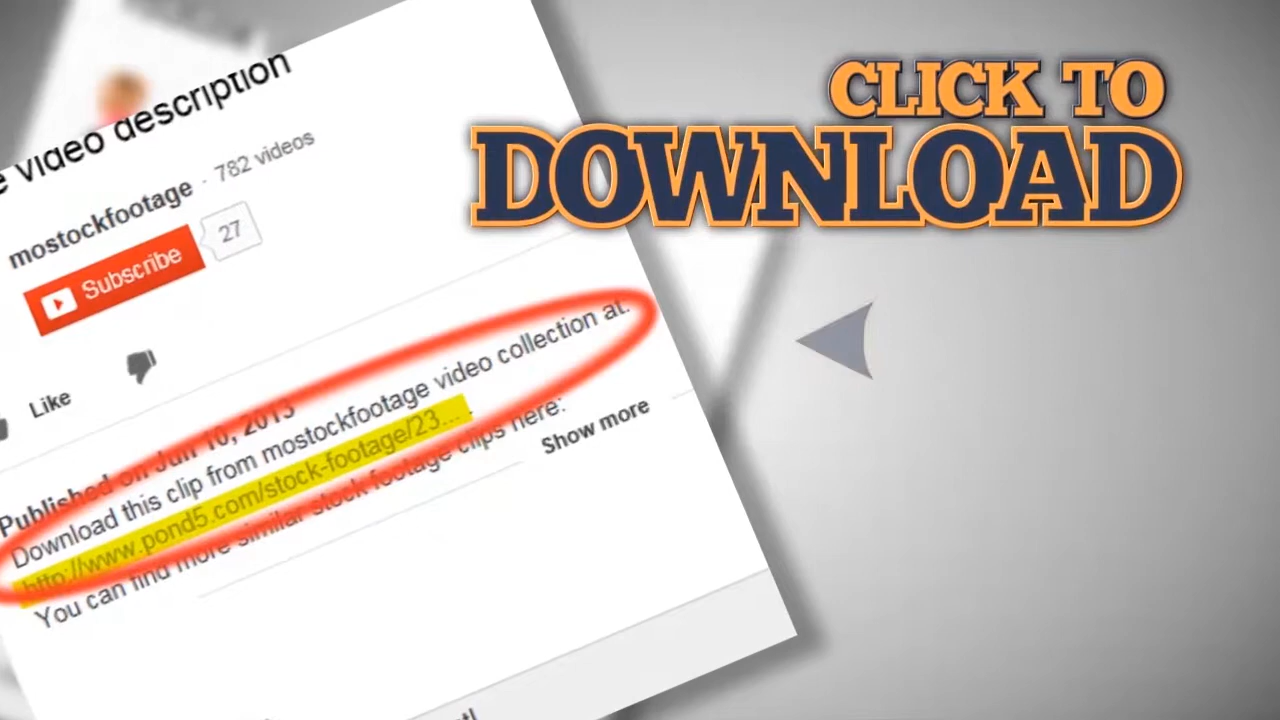 video description
mostockfootage · 782 videos
Subscribe
27
Like
Published on Jun 10, 2013
Download this clip from mostockfootage video collection at:
http://www.pond5.com/stock-footage/23... .
You can find more similar stock footage clips here:
Show more
CLICK TO
DOWNLOAD